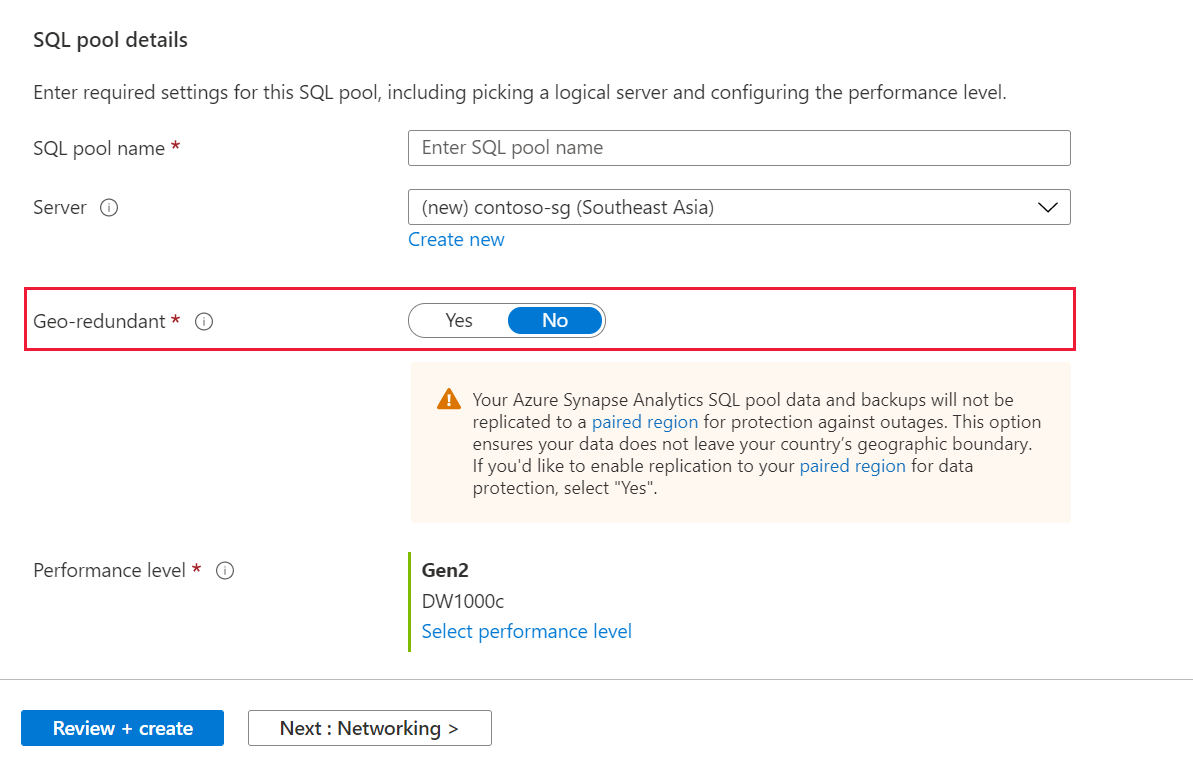 SQL pool details
Enter required settings for this SQL pool, including picking a logical server and configuring the performance level.
SQL pool name *
Enter SQL pool name
Server
(new) contoso-sg (Southeast Asia)
Create new
Geo-redundant *
Yes
No
Your Azure Synapse Analytics SQL pool data and backups will not be
replicated to a paired region for protection against outages. This option
ensures your data does not leave your country’s geographic boundary.
If you'd like to enable replication to your paired region for data
protection, select "Yes".
Performance level *
Gen2
DW1000c
Select performance level
Review + create
Next : Networking >